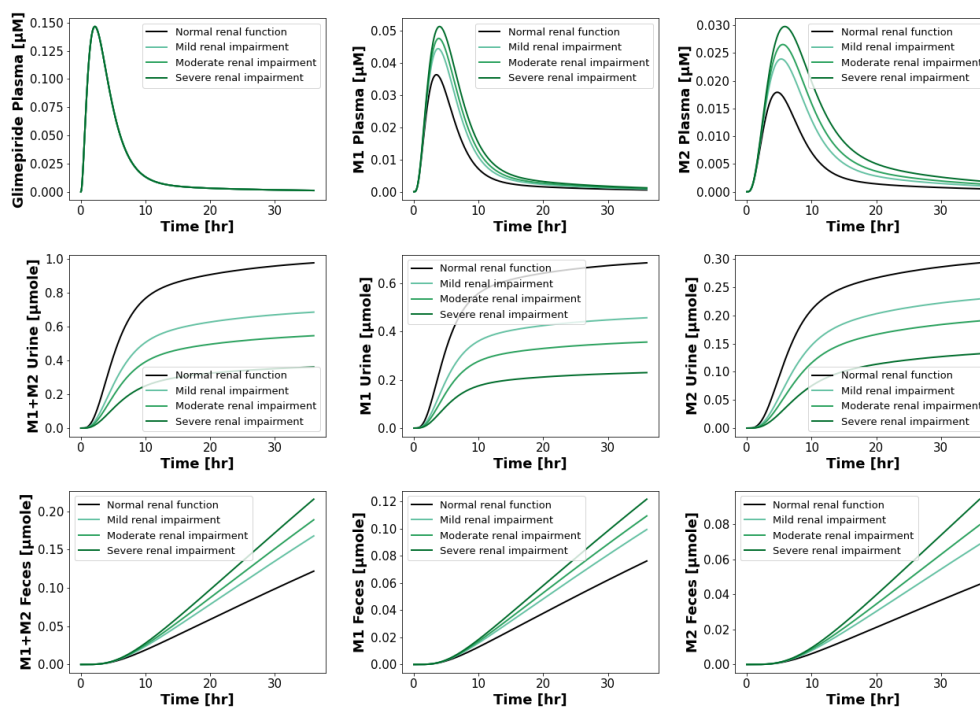 Glimepiride Plasma [µM]
0.150
0.125
0.100
0.075
0.050
0.025
0.000
Normal renal function
Mild renal impairment
Moderate renal impairment
Severe renal impairment
0 10 20 30
Time [hr]
M1 Plasma [µM]
0.05
0.04
0.03
0.02
0.01
0.00
Normal renal function
Mild renal impairment
Moderate renal impairment
Severe renal impairment
0 10 20 30
Time [hr]
M2 Plasma [µM]
0.030
0.025
0.020
0.015
0.010
0.005
0.000
Normal renal function
Mild renal impairment
Moderate renal impairment
Severe renal impairment
0 10 20 30
Time [hr]
M1+M2 Urine [µmole]
1.0
0.8
0.6
0.4
0.2
0.0
Normal renal function
Mild renal impairment
Moderate renal impairment
Severe renal impairment
0 10 20 30
Time [hr]
M1 Urine [µmole]
0.6
0.4
0.2
0.0
Normal renal function
Mild renal impairment
Moderate renal impairment
Severe renal impairment
0 10 20 30
Time [hr]
M2 Urine [µmole]
0.30
0.25
0.20
0.15
0.10
0.05
0.00
Normal renal function
Mild renal impairment
Moderate renal impairment
Severe renal impairment
0 10 20 30
Time [hr]
M1+M2 Feces [µmole]
0.20
0.15
0.10
0.05
0.00
Normal renal function
Mild renal impairment
Moderate renal impairment
Severe renal impairment
0 10 20 30
Time [hr]
M1 Feces [µmole]
0.12
0.10
0.08
0.06
0.04
0.02
0.00
Normal renal function
Mild renal impairment
Moderate renal impairment
Severe renal impairment
0 10 20 30
Time [hr]
M2 Feces [µmole]
0.08
0.06
0.04
0.02
0.00
Normal renal function
Mild renal impairment
Moderate renal impairment
Severe renal impairment
0 10 20 30
Time [hr]